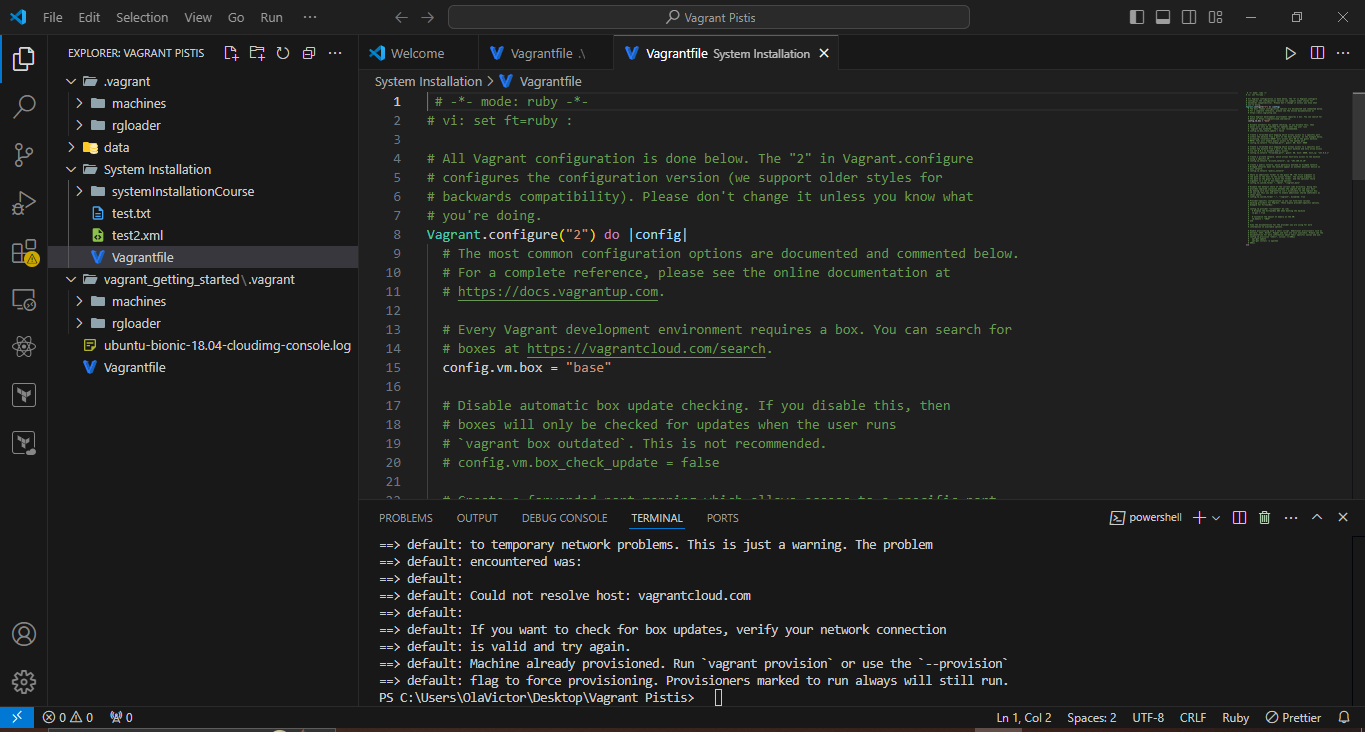 File Edit Selection View Go Run ··· Vagrant Pistis
EXPLORER: VAGRANT PISTIS
.vagrant
machines
rgloader
data
System Installation
systemInstallationCourse
test.txt
test2.xml
Vagrantfile
vagrant_getting_started\.vagrant
machines
rgloader
ubuntu-bionic-18.04-cloudimg-console.log
Vagrantfile
Welcome Vagrantfile .\ Vagrantfile System Installation
System Installation > Vagrantfile
1 # -*- mode: ruby -*-
2 # vi: set ft=ruby :
3
4 # All Vagrant configuration is done below. The "2" in Vagrant.configure
5 # configures the configuration version (we support older styles for
6 # backwards compatibility). Please don't change it unless you know what
7 # you're doing.
8 Vagrant.configure("2") do |config|
9 # The most common configuration options are documented and commented below.
10 # For a complete reference, please see the online documentation at
11 # https://docs.vagrantup.com.
12
13 # Every Vagrant development environment requires a box. You can search for
14 # boxes at https://vagrantcloud.com/search.
15 config.vm.box = "base"
16
17 # Disable automatic box update checking. If you disable this, then
18 # boxes will only be checked for updates when the user runs
19 # `vagrant box outdated`. This is not recommended.
20 # config.vm.box_check_update = false
21
22 # Create a forwarded port mapping which allows access to a specific port
PROBLEMS OUTPUT DEBUG CONSOLE TERMINAL PORTS powershell
==> default: to temporary network problems. This is just a warning. The problem
==> default: encountered was:
==> default:
==> default: Could not resolve host: vagrantcloud.com
==> default:
==> default: If you want to check for box updates, verify your network connection
==> default: is valid and try again.
==> default: Machine already provisioned. Run `vagrant provision` or use the `--provision`
==> default: flag to force provisioning. Provisioners marked to run always will still run.
PS C:\Users\OlaVictor\Desktop\Vagrant Pistis>
0 0 0 Ln 1, Col 2 Spaces: 2 UTF-8 CRLF Ruby Prettier